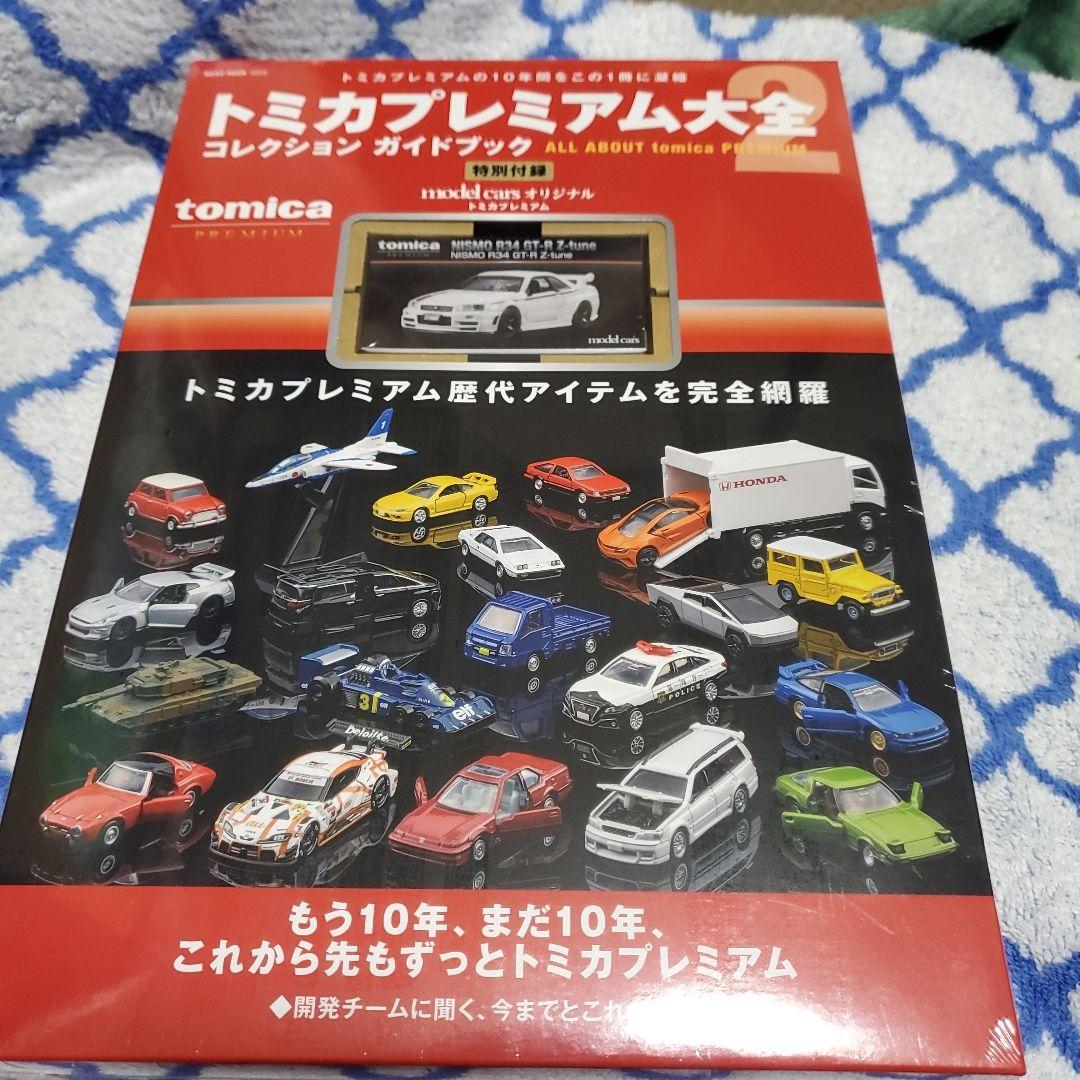 トミカプレミアムの10年間をこの1冊に凝縮
トミカプレミアム大全 2
コレクション ガイドブック ALL ABOUT tomica PREMIUM
特別付録
model cars オリジナル
トミカプレミアム
tomica
PREMIUM
tomica NISMO R34 GT-R Z-tune
PREMIUM NISMO R34 GT-R Z-tune
model cars
トミカプレミアム歴代アイテムを完全網羅
HONDA
POLICE
3
elf
Deloitte
BOSCH
もう10年、まだ10年、
これから先もずっとトミカプレミアム
◆開発チームに聞く、今までとこれ